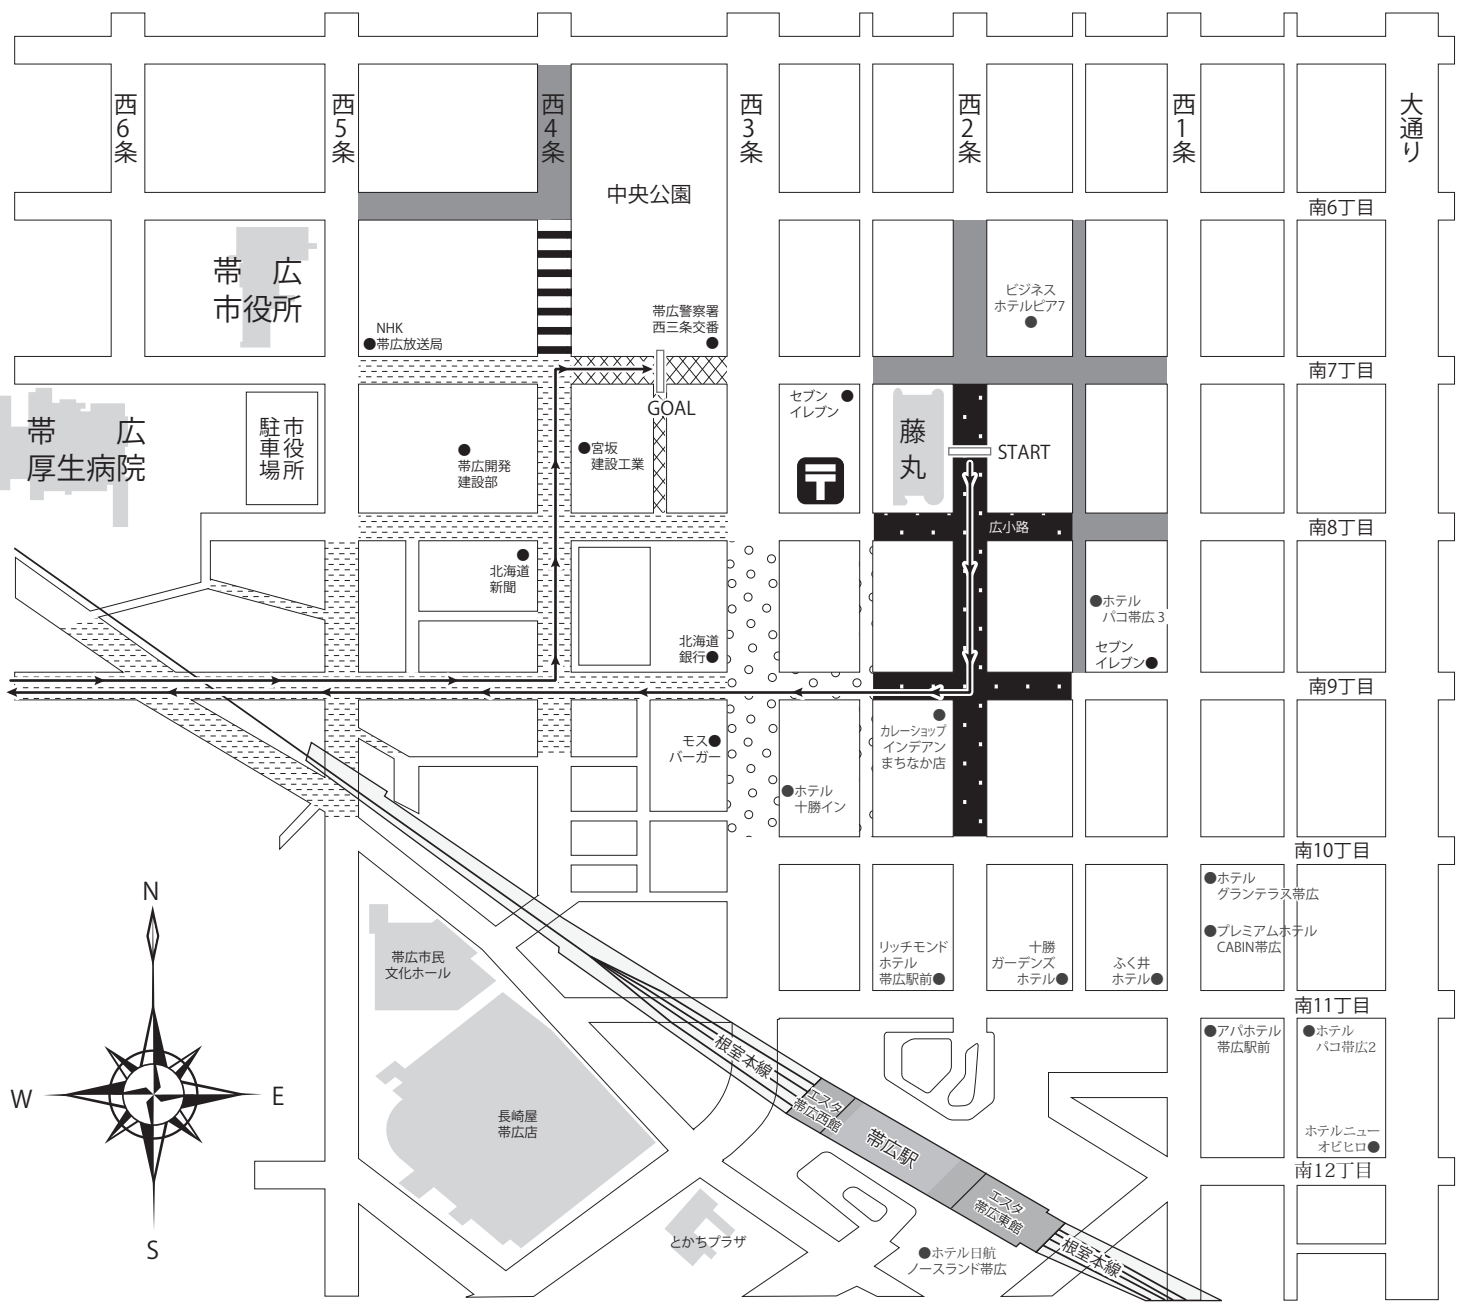 西6条
西5条
西4条
西3条
西2条
西1条
大通り
中央公園
南6丁目
帯 広
市役所
ビジネス
ホテルピア7
帯広警察署
西三条交番
NHK
帯広放送局
南7丁目
セブン
イレブン
GOAL
帯 広
厚生病院
市役所
駐車場
帯広開発
建設部
宮坂
建設工業
藤丸
START
広小路
南8丁目
北海道
新聞
ホテル
パコ帯広3
北海道
銀行
セブン
イレブン
南9丁目
モス
バーガー
カレーショップ
インデアン
まちなか店
ホテル
十勝イン
南10丁目
ホテル
グランテラス帯広
プレミアムホテル
CABIN帯広
N
W
E
S
帯広市民
文化ホール
リッチモンド
ホテル
帯広駅前
十勝
ガーデンズ
ホテル
ふく井
ホテル
南11丁目
アパホテル
帯広駅前
ホテル
パコ帯広2
根室本線
エスタ
帯広西館
帯広駅
長崎屋
帯広店
ホテルニュー
オビヒロ
南12丁目
エスタ
帯広東館
とかちプラザ
ホテル日航
ノースランド帯広
根室本線